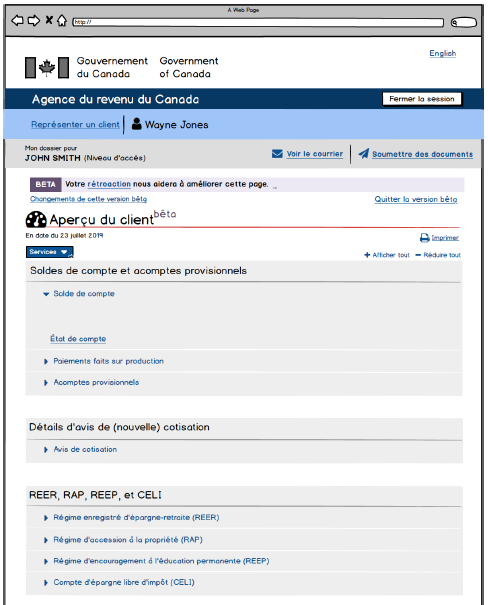 A Web Page
http://
English
Gouvernement du Canada
Government of Canada
Agence du revenu du Canada
Fermer la session
Représenter un client
Wayne Jones
Mon dossier pour
JOHN SMITH (Niveau d'accés)
Voir le courrier
Soumettre des documents
BETA Votre rétroaction nous aidera à améliorer cette page.
Changements de cette version bêta
Quitter la version bêta
Aperçu du client bêta
En date du 23 juillet 2019
Imprimer
Services
Afficher tout
Réduire tout
Soldes de compte et acomptes provisionnels
Solde de compte
État de compte
Paiements faits sur production
Acomptes provisionnels
Détails d'avis de (nouvelle) cotisation
Avis de cotisation
REER, RAP, REEP, et CELI
Régime enregistré d'épargne-retraite (REER)
Régime d'accession á la propriété (RAP)
Régime d'encouragement á l'éducation permanente (REEP)
Compte d'épargne libre d'impôt (CELI)